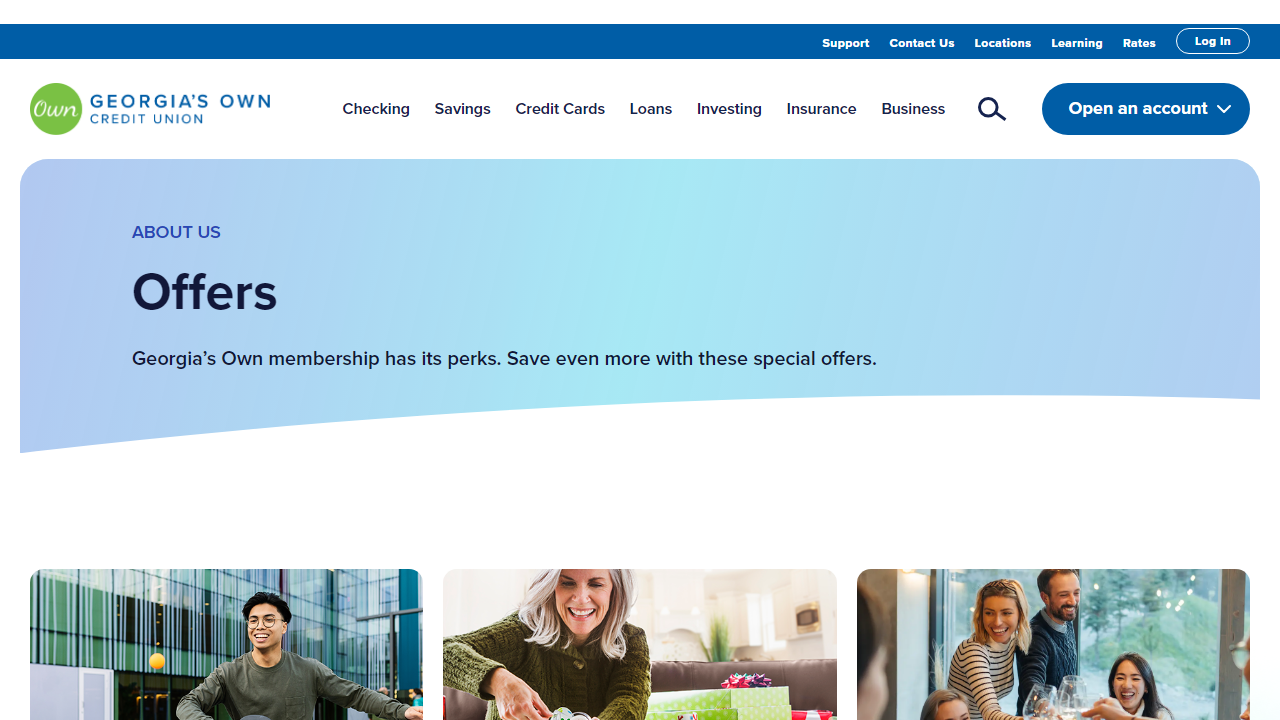 Support Contact Us Locations Learning Rates Log In
Own GEORGIA'S OWN
CREDIT UNION
Checking Savings Credit Cards Loans Investing Insurance Business Open an account
ABOUT US
Offers
Georgia’s Own membership has its perks. Save even more with these special offers.